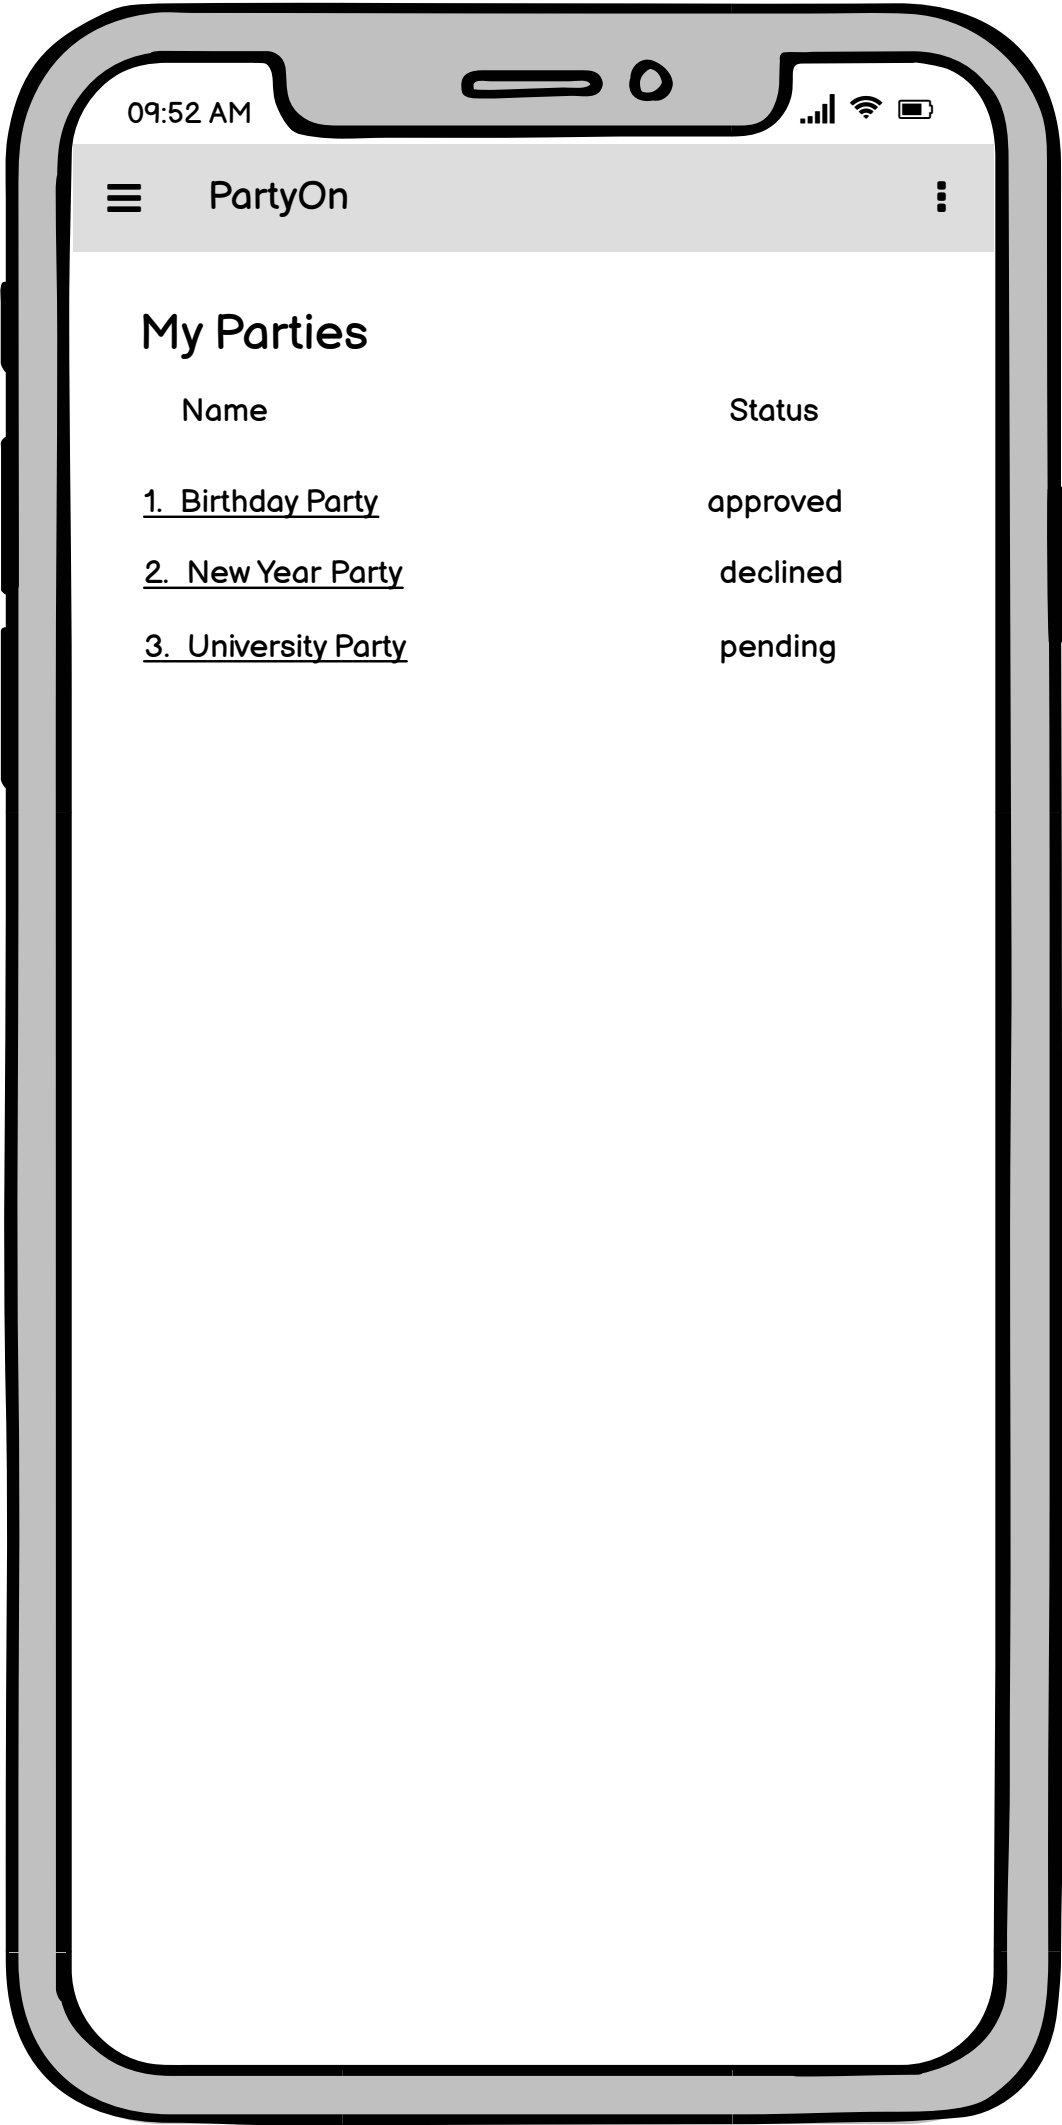 09:52 AM
PartyOn
My Parties
Name Status
1. Birthday Party approved
2. New Year Party declined
3. University Party pending